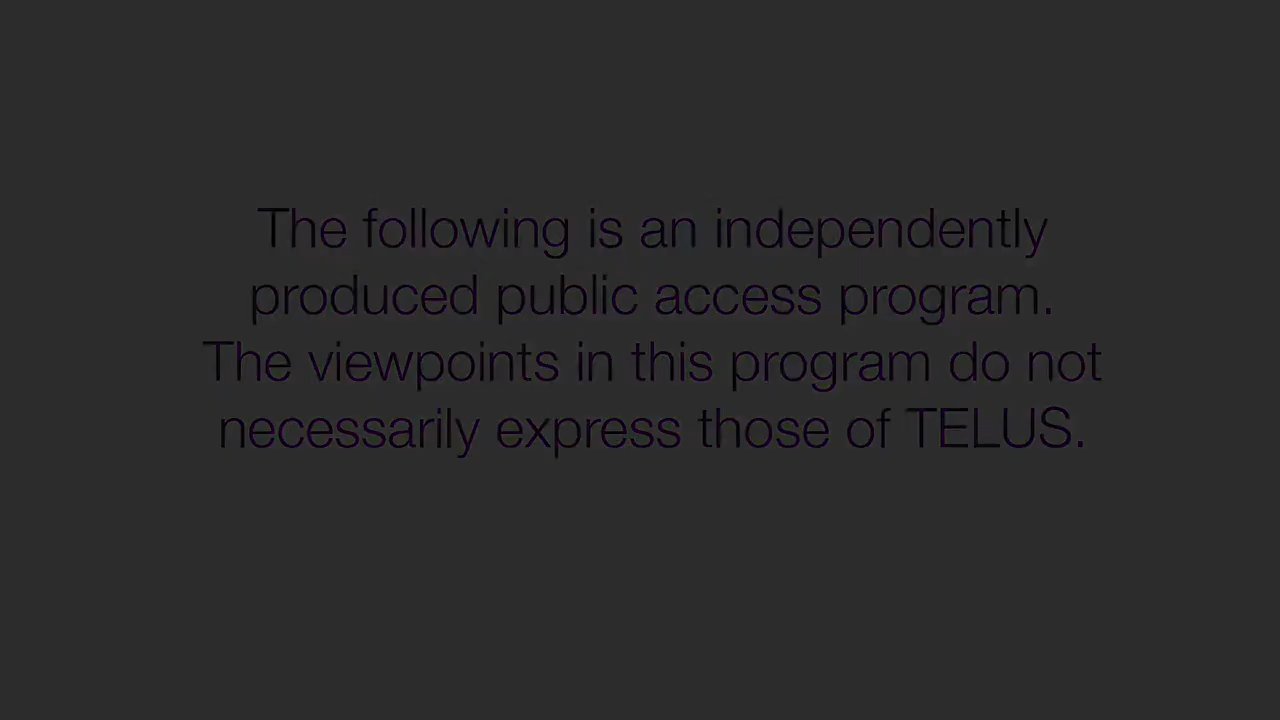 The following is an independently
produced public access program.
The viewpoints in this program do not
necessarily express those of TELUS.